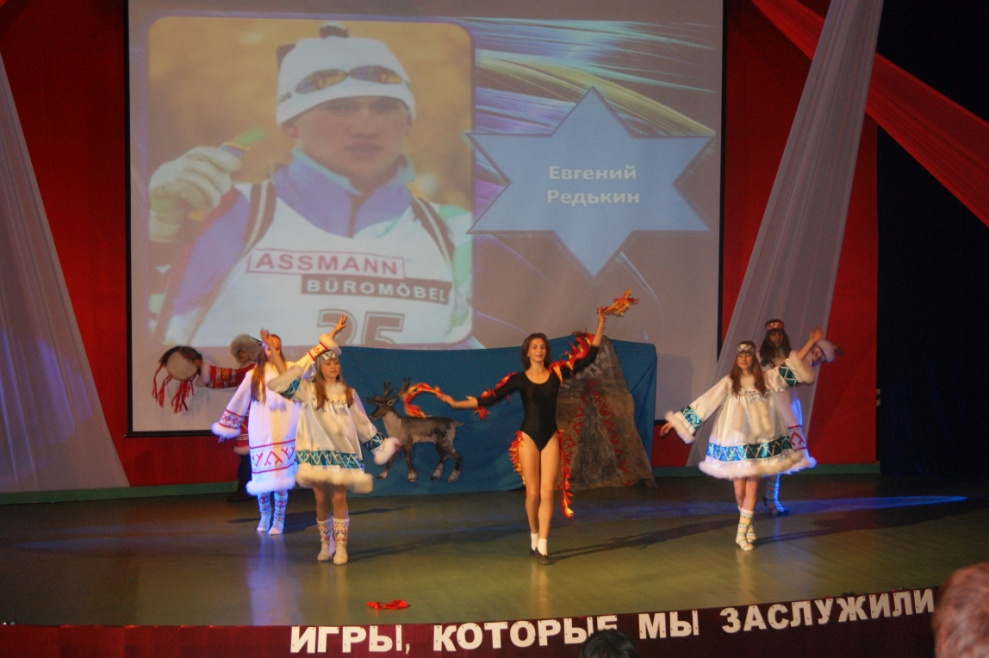 Евгений
Редькин
ASSMANN
BÜROMÖBEL
25
ИГРЫ, КОТОРЫЕ МЫ ЗАСЛУЖИЛИ